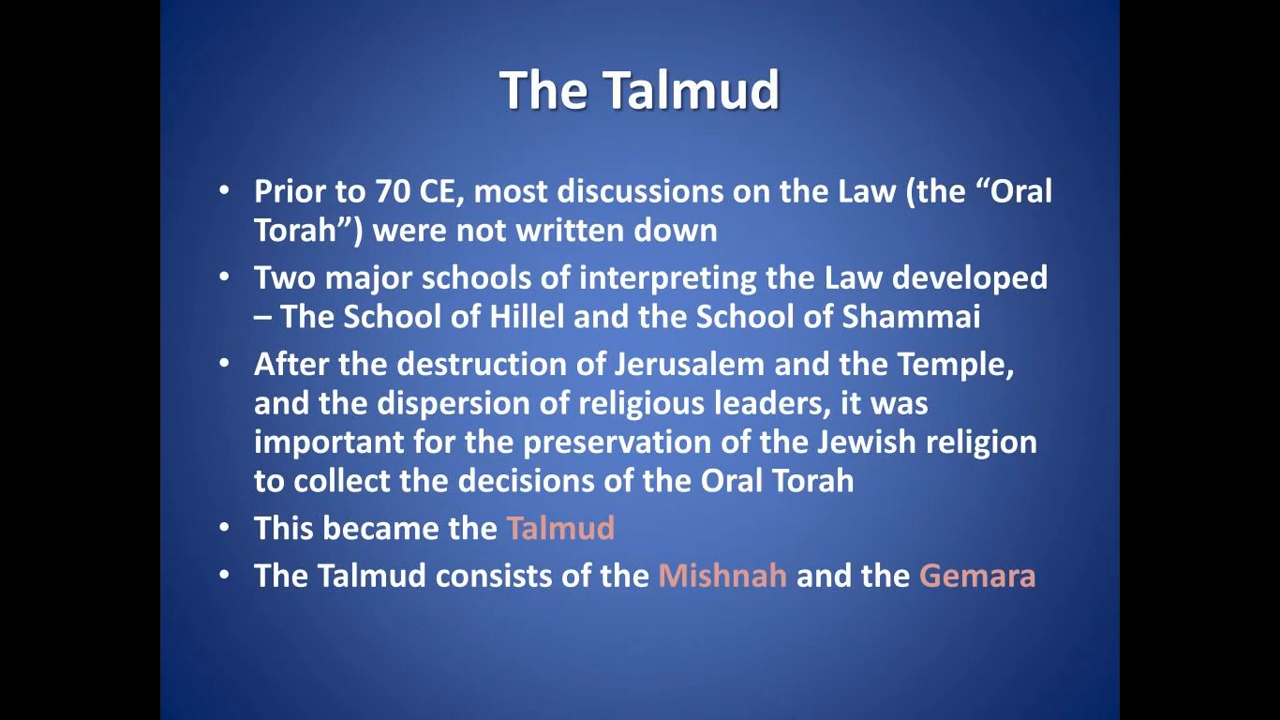 The Talmud
• Prior to 70 CE, most discussions on the Law (the “Oral
Torah”) were not written down
• Two major schools of interpreting the Law developed
– The School of Hillel and the School of Shammai
• After the destruction of Jerusalem and the Temple,
and the dispersion of religious leaders, it was
important for the preservation of the Jewish religion
to collect the decisions of the Oral Torah
• This became the Talmud
• The Talmud consists of the Mishnah and the Gemara